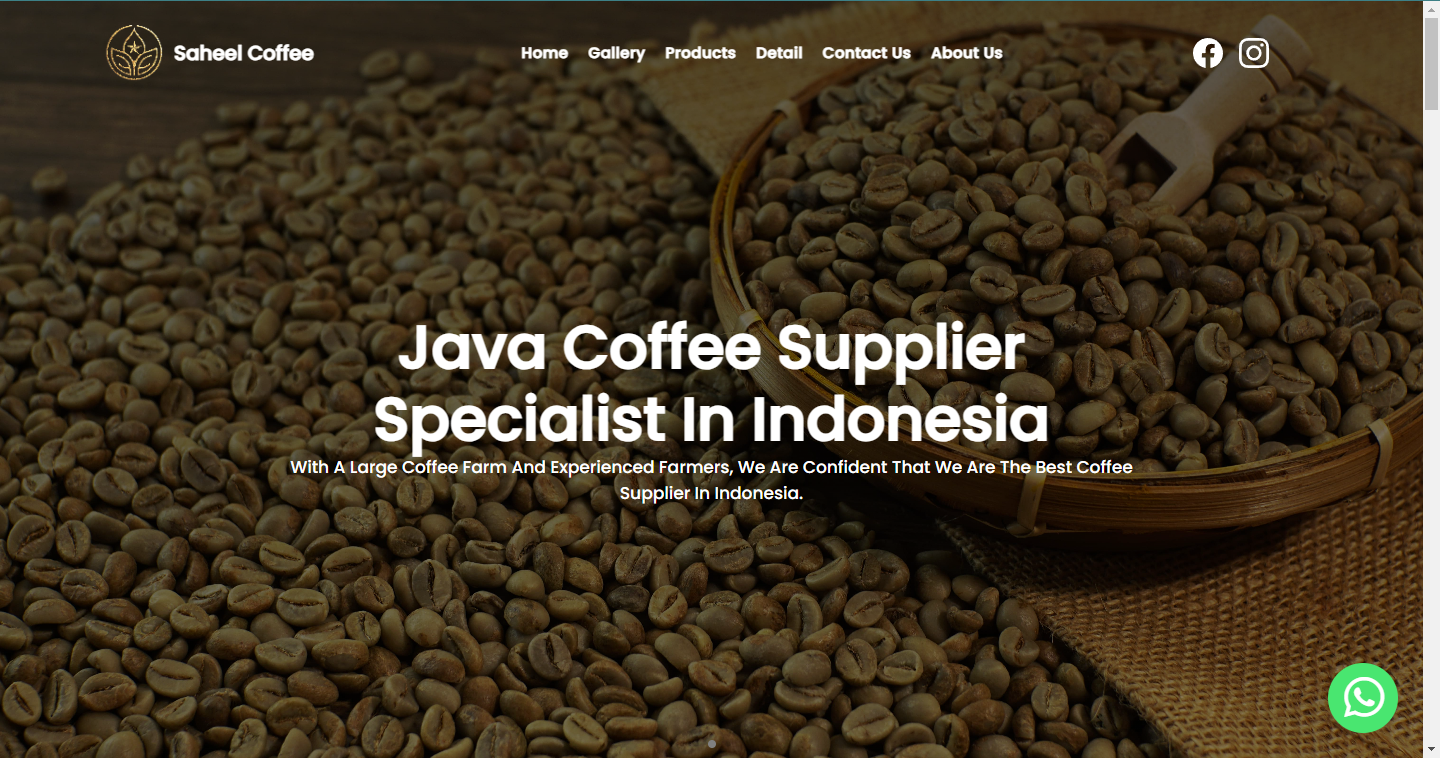 Saheel Coffee
Home Gallery Products Detail Contact Us About Us
Java Coffee Supplier
Specialist In Indonesia
With A Large Coffee Farm And Experienced Farmers, We Are Confident That We Are The Best Coffee
Supplier In Indonesia.